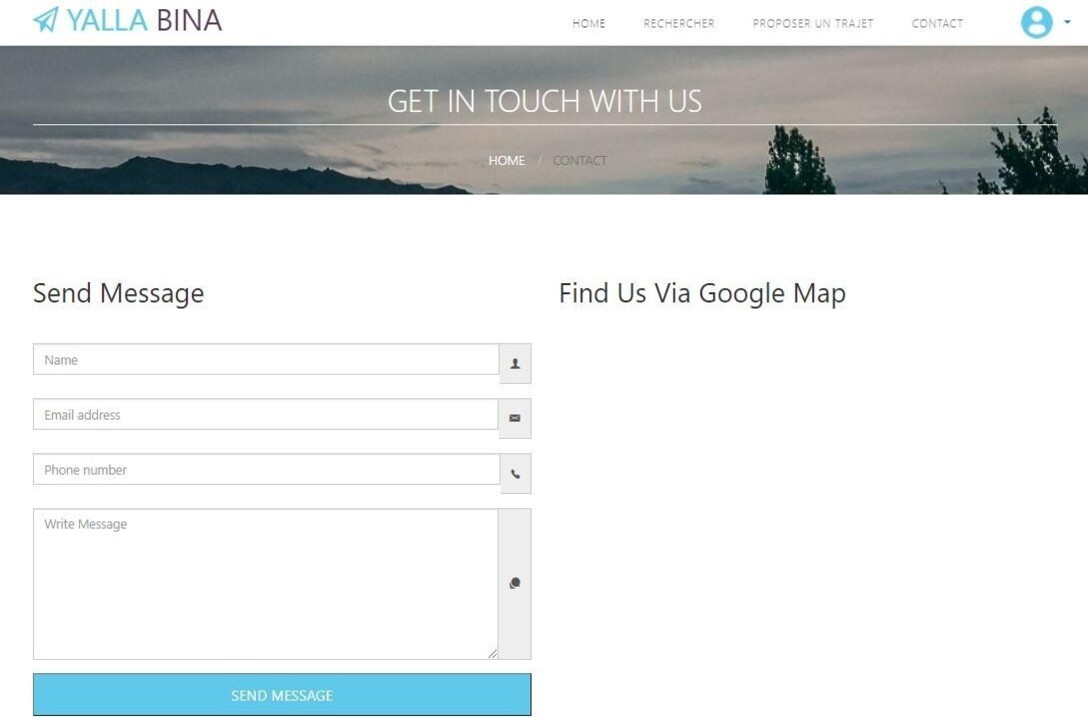 YALLA BINA
HOME RECHERCHER PROPOSER UN TRAJET CONTACT
GET IN TOUCH WITH US
HOME / CONTACT
Send Message
Find Us Via Google Map
Name
Email address
Phone number
Write Message
SEND MESSAGE